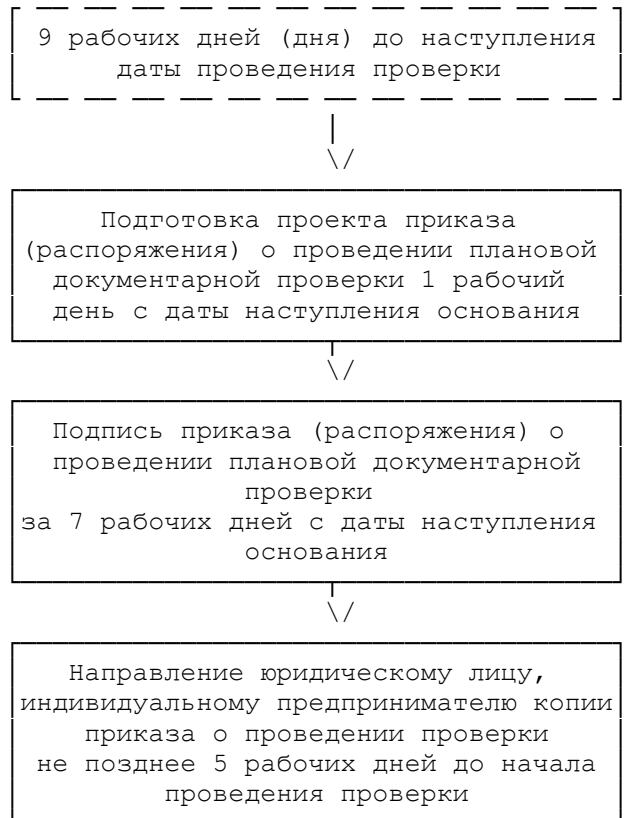 9 рабочих дней (дня) до наступления
даты проведения проверки
Подготовка проекта приказа
(распоряжения) о проведении плановой
документарной проверки 1 рабочий
день с даты наступления основания
Подпись приказа (распоряжения) о
проведении плановой документарной
проверки
за 7 рабочих дней с даты наступления
основания
Направление юридическому лицу,
индивидуальному предпринимателю копии
приказа о проведении проверки
не позднее 5 рабочих дней до начала
проведения проверки